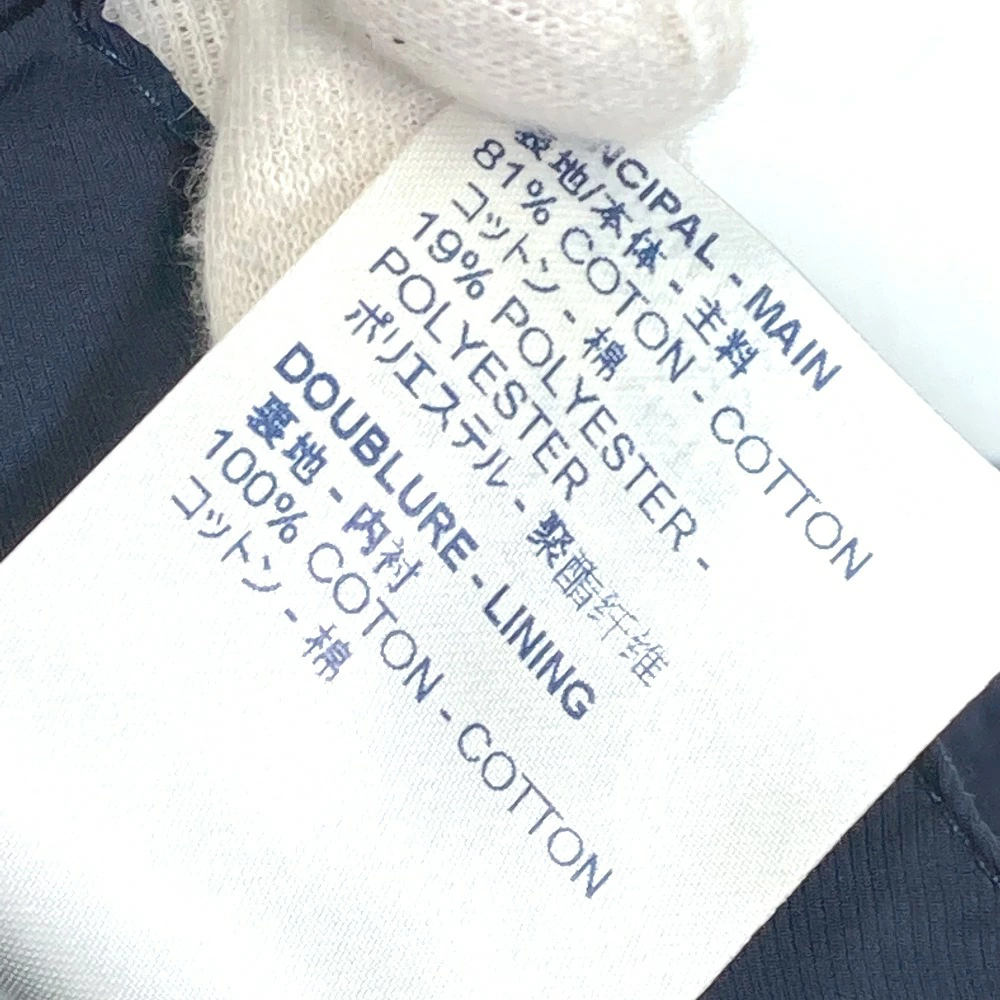 NCIPAL - MAIN
表地/本体 - 主料
81% COTON - COTTON
コットン - 棉
19% POLYESTER -
POLYESTER
ポリエステル - 聚酯纤维
DOUBLURE - LINING
裏地 - 内衬
100% COTON - COTTON
コットン - 棉